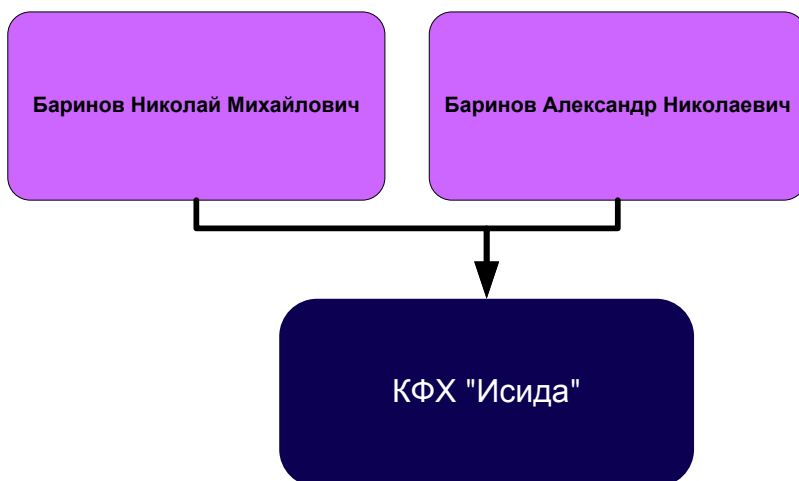 Баринов Николай Михайлович
Баринов Александр Николаевич
КФХ "Исида"